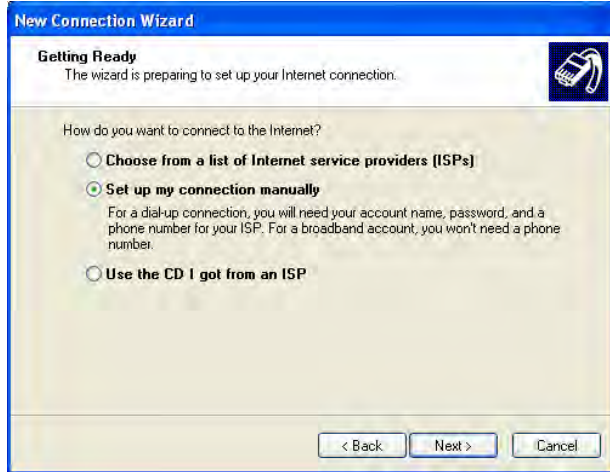 New Connection Wizard
Getting Ready
The wizard is preparing to set up your Internet connection.
How do you want to connect to the Internet?
Choose from a list of Internet service providers (ISPs)
Set up my connection manually
For a dial-up connection, you will need your account name, password, and a
phone number for your ISP. For a broadband account, you won't need a phone
number.
Use the CD I got from an ISP
< Back Next > Cancel